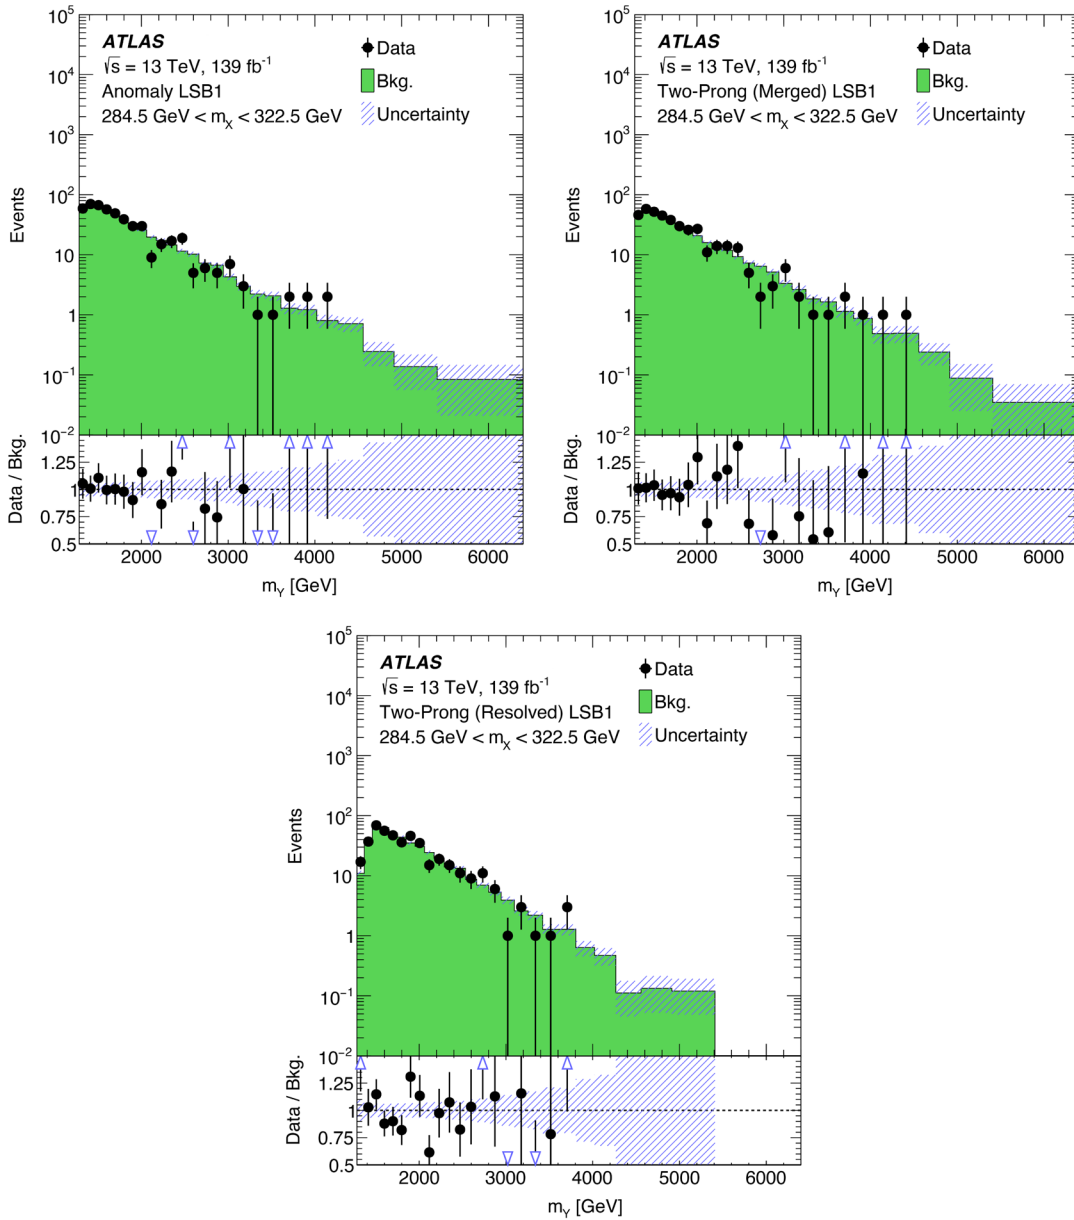 ATLAS
√s = 13 TeV, 139 fb⁻¹
Anomaly LSB1
284.5 GeV < m_X < 322.5 GeV
Data
Bkg.
Uncertainty
Events
10⁵
10⁴
10³
10²
10
1
10⁻¹
10⁻²
Data / Bkg.
1.25
1
0.75
0.5
2000 3000 4000 5000 6000
m_Y [GeV]
ATLAS
√s = 13 TeV, 139 fb⁻¹
Two-Prong (Merged) LSB1
284.5 GeV < m_X < 322.5 GeV
Data
Bkg.
Uncertainty
Events
10⁵
10⁴
10³
10²
10
1
10⁻¹
10⁻²
Data / Bkg.
1.25
1
0.75
0.5
2000 3000 4000 5000 6000
m_Y [GeV]
ATLAS
√s = 13 TeV, 139 fb⁻¹
Two-Prong (Resolved) LSB1
284.5 GeV < m_X < 322.5 GeV
Data
Bkg.
Uncertainty
Events
10⁵
10⁴
10³
10²
10
1
10⁻¹
10⁻²
Data / Bkg.
1.25
1
0.75
0.5
2000 3000 4000 5000 6000
m_Y [GeV]